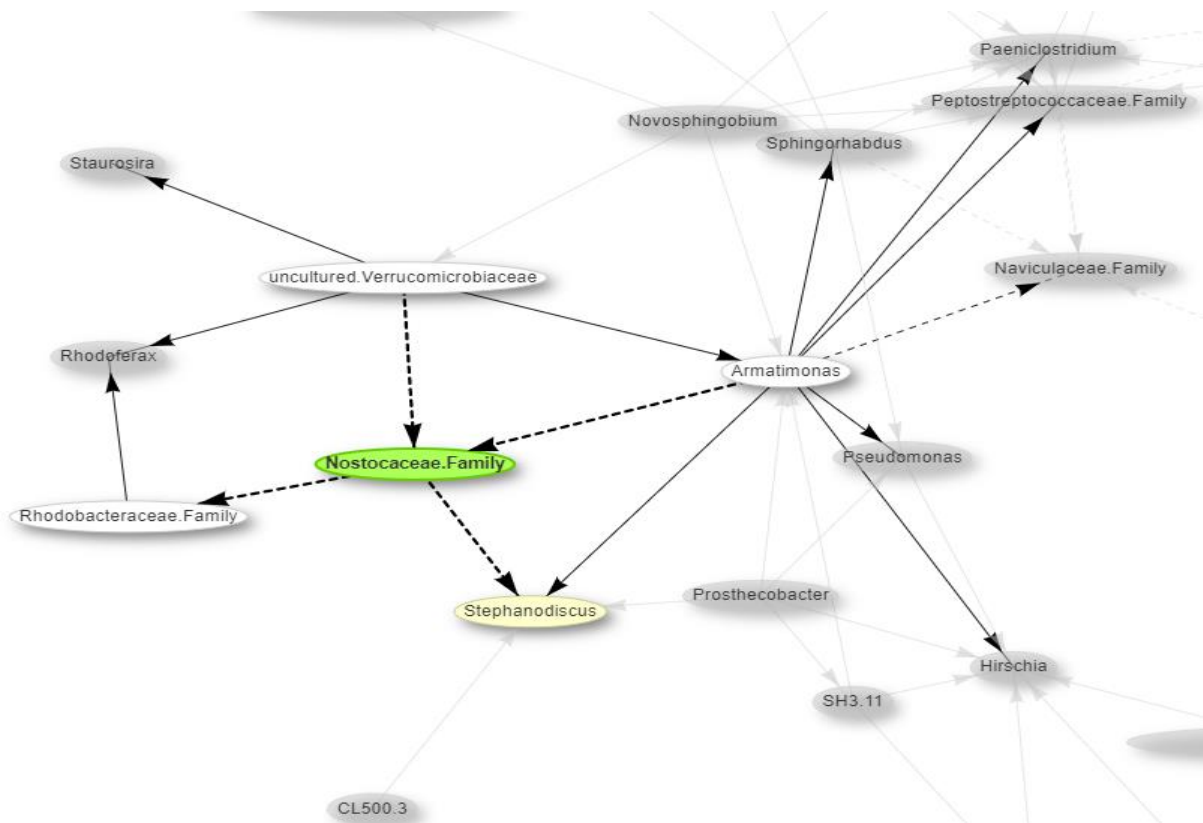 Paeniclostridium
Peptostreptococcaceae.Family
Novosphingobium
Sphingorhabdus
Staurosira
uncultured.Verrucomicrobiaceae
Naviculaceae.Family
Rhodoferax
Armatimonas
Pseudomonas
Nostocaceae.Family
Rhodobacteraceae.Family
Prosthecobacter
Stephanodiscus
Hirschia
SH3.11
CL500.3